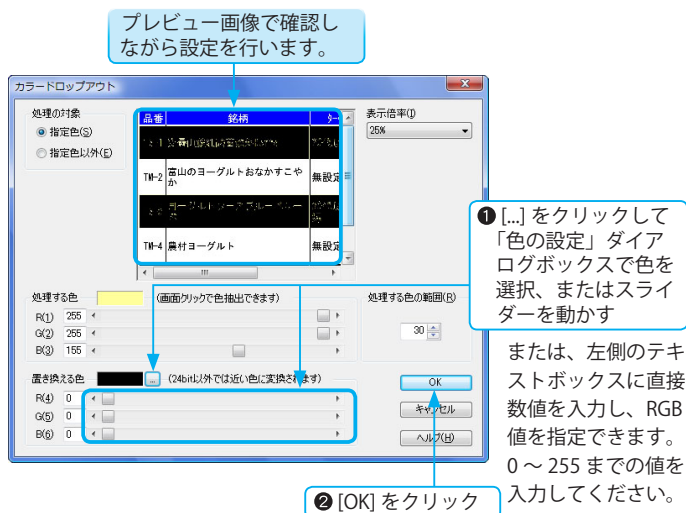 プレビュー画像で確認し
ながら設定を行います。
カラードロップアウト
処理の対象
指定色(S)
指定色以外(E)
品番 銘柄
TM-2 富山のヨーグルトおなかすこや
か 無設定
TM-4 農村ヨーグルト 無設定
表示倍率(I)
25%
❶ [...] をクリックして
「色の設定」ダイア
ログボックスで色を
選択、またはスライ
ダーを動かす
処理する色 (画面クリックで色抽出できます)
R(1) 255
G(2) 255
B(3) 155
処理する色の範囲(R)
30
または、左側のテキ
ストボックスに直接
数値を入力し、RGB
値を指定できます。
0 ～ 255 までの値を
入力してください。
置き換える色 ... (24bit以外では近い色に変換されます)
R(4) 0
G(5) 0
B(6) 0
OK
キャンセル
ヘルプ(H)
❷ [OK] をクリック